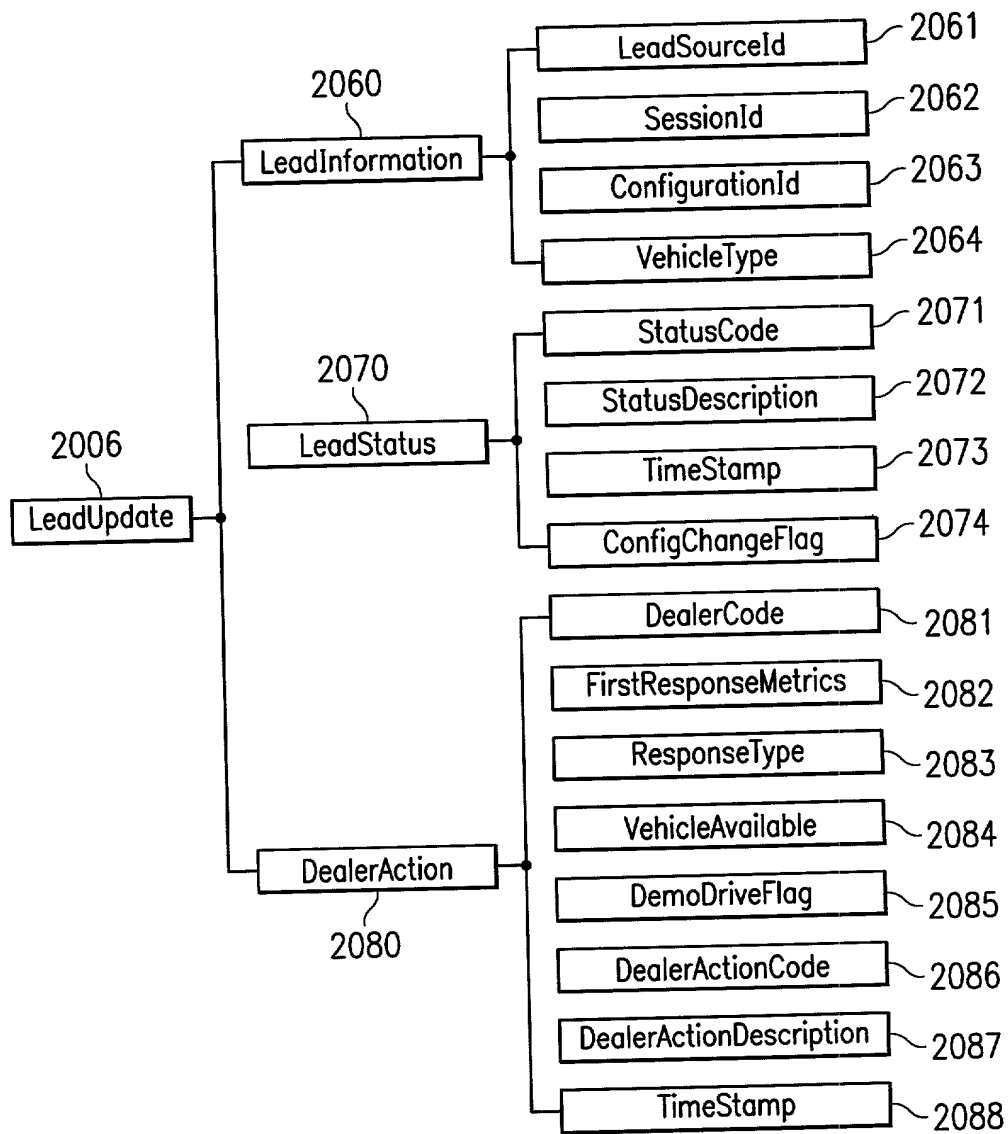 LeadSourceId 2061
2060
SessionId 2062
LeadInformation
ConfigurationId 2063
VehicleType 2064
StatusCode 2071
2070
StatusDescription 2072
LeadStatus
TimeStamp 2073
2006
LeadUpdate
ConfigChangeFlag 2074
DealerCode 2081
FirstResponseMetrics 2082
ResponseType 2083
VehicleAvailable 2084
DealerAction
DemoDriveFlag 2085
2080
DealerActionCode 2086
DealerActionDescription 2087
TimeStamp 2088